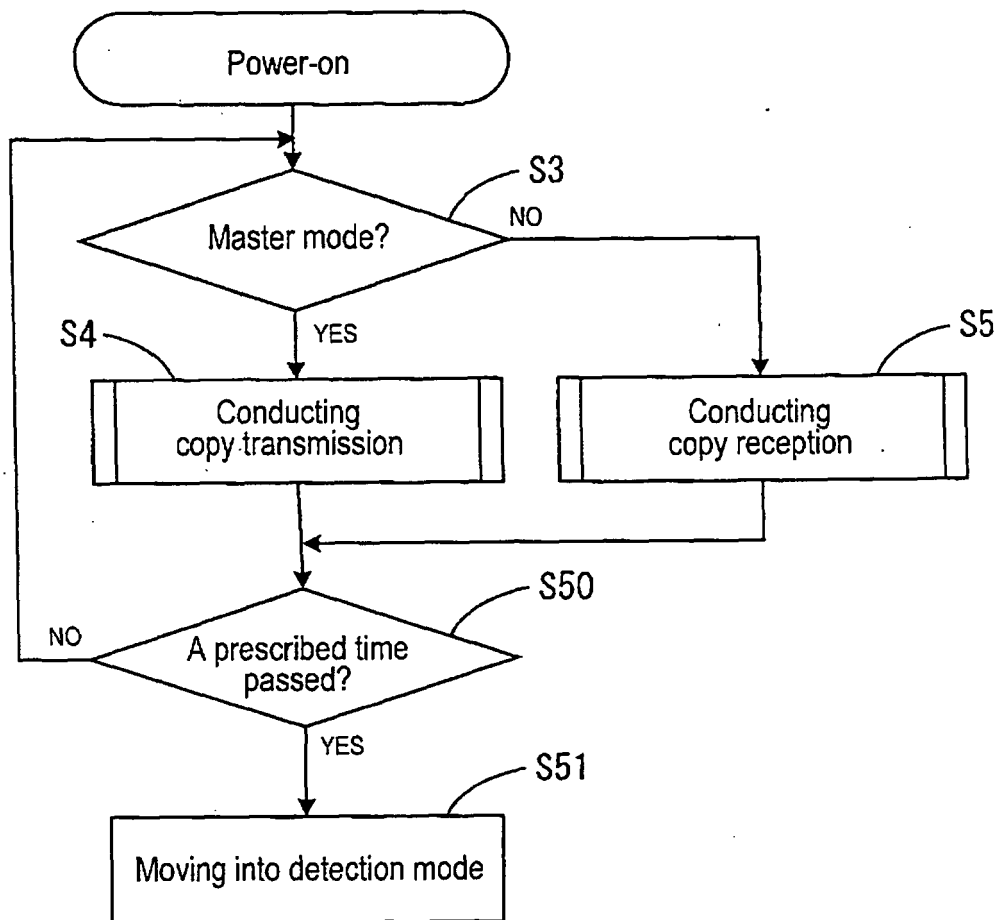 Power-on
S3
Master mode?
NO
YES
S4
S5
Conducting
copy transmission
Conducting
copy reception
S50
NO
A prescribed time
passed?
YES
S51
Moving into detection mode